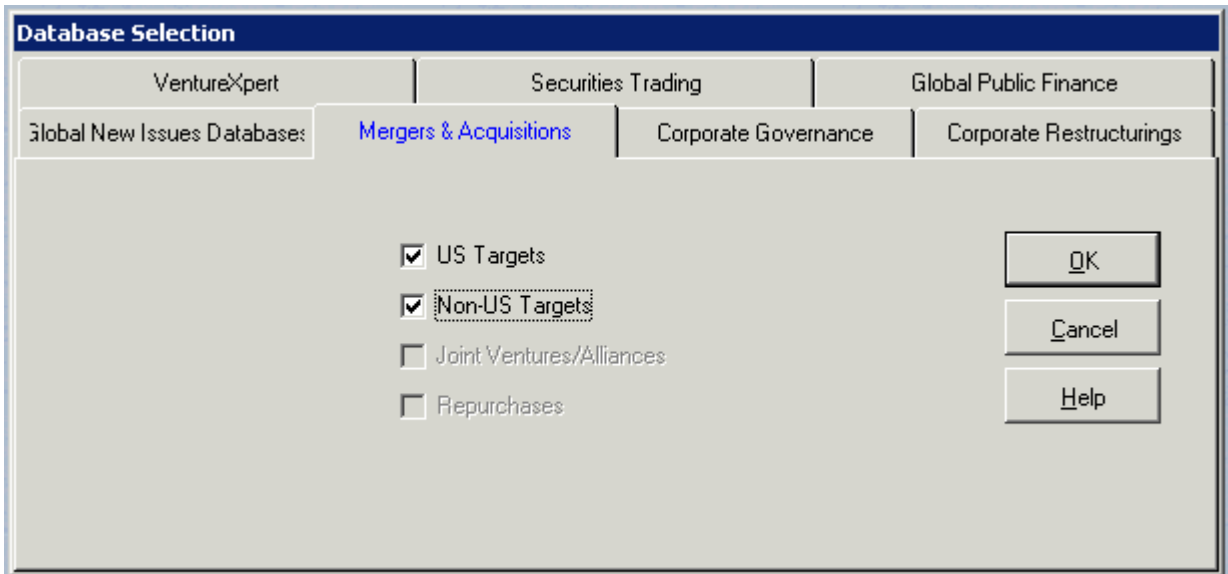 Database Selection
VentureXpert
Securities Trading
Global Public Finance
Global New Issues Databases
Mergers & Acquisitions
Corporate Governance
Corporate Restructurings
US Targets
OK
Non-US Targets
Cancel
Joint Ventures/Alliances
Help
Repurchases